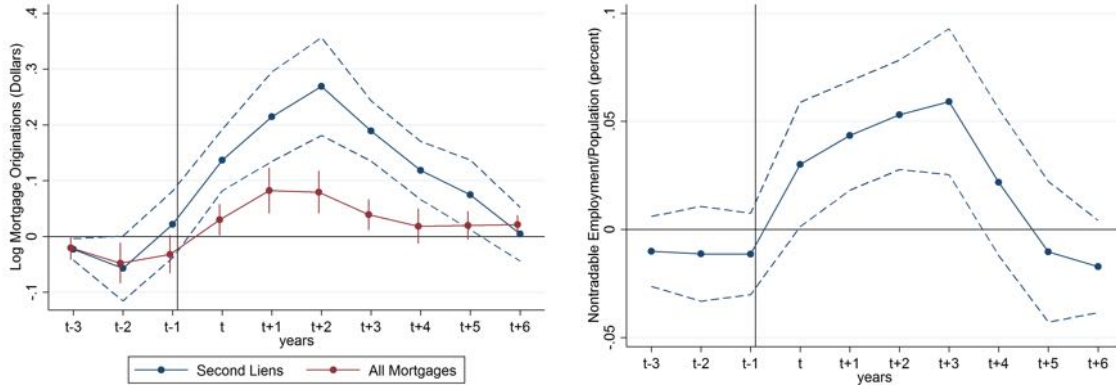 Log Mortgage Originations (Dollars)
.4
.3
.2
.1
0
-.1
t-3 t-2 t-1 t t+1 t+2 t+3 t+4 t+5 t+6
years
Second Liens All Mortgages
Nontradable Employment/Population (percent)
.1
.05
0
-.05
t-3 t-2 t-1 t t+1 t+2 t+3 t+4 t+5 t+6
years